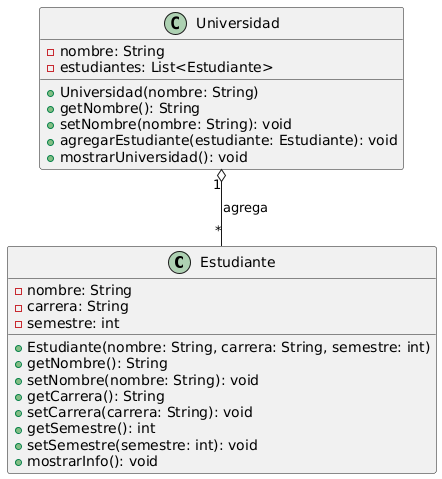 C Universidad
nombre: String
estudiantes: List<Estudiante>
Universidad(nombre: String)
getNombre(): String
setNombre(nombre: String): void
agregarEstudiante(estudiante: Estudiante): void
mostrarUniversidad(): void
1
agrega
*
C Estudiante
nombre: String
carrera: String
semestre: int
Estudiante(nombre: String, carrera: String, semestre: int)
getNombre(): String
setNombre(nombre: String): void
getCarrera(): String
setCarrera(carrera: String): void
getSemestre(): int
setSemestre(semestre: int): void
mostrarInfo(): void